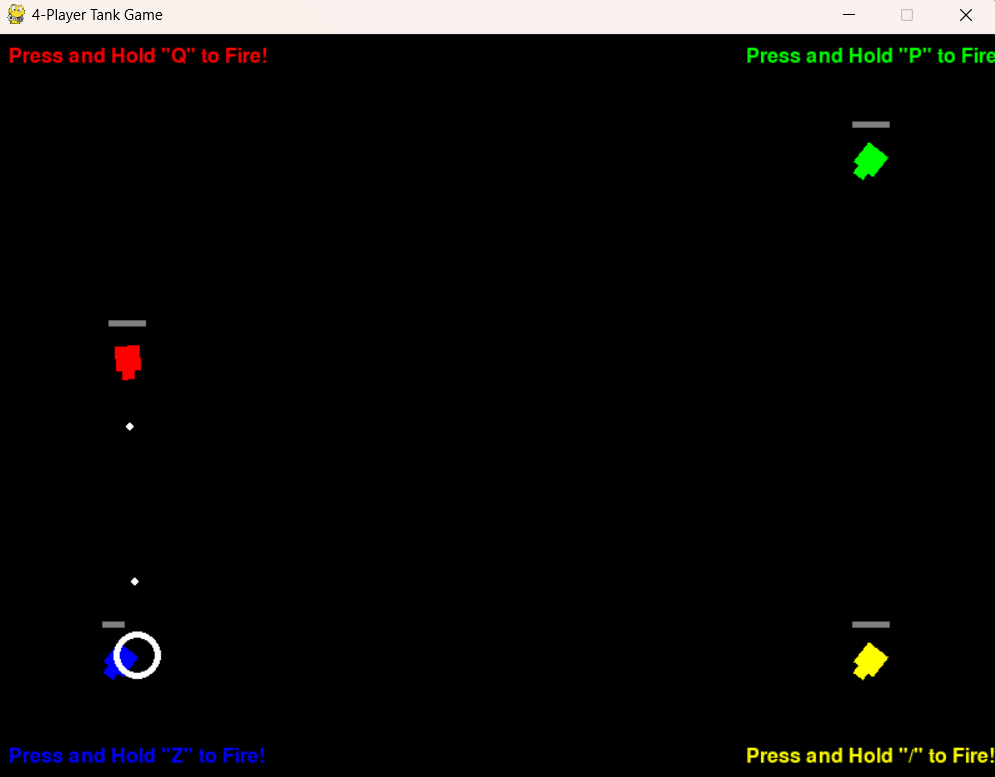 4-Player Tank Game
Press and Hold "Q" to Fire!
Press and Hold "P" to Fire
Press and Hold "Z" to Fire!
Press and Hold "/" to Fire!